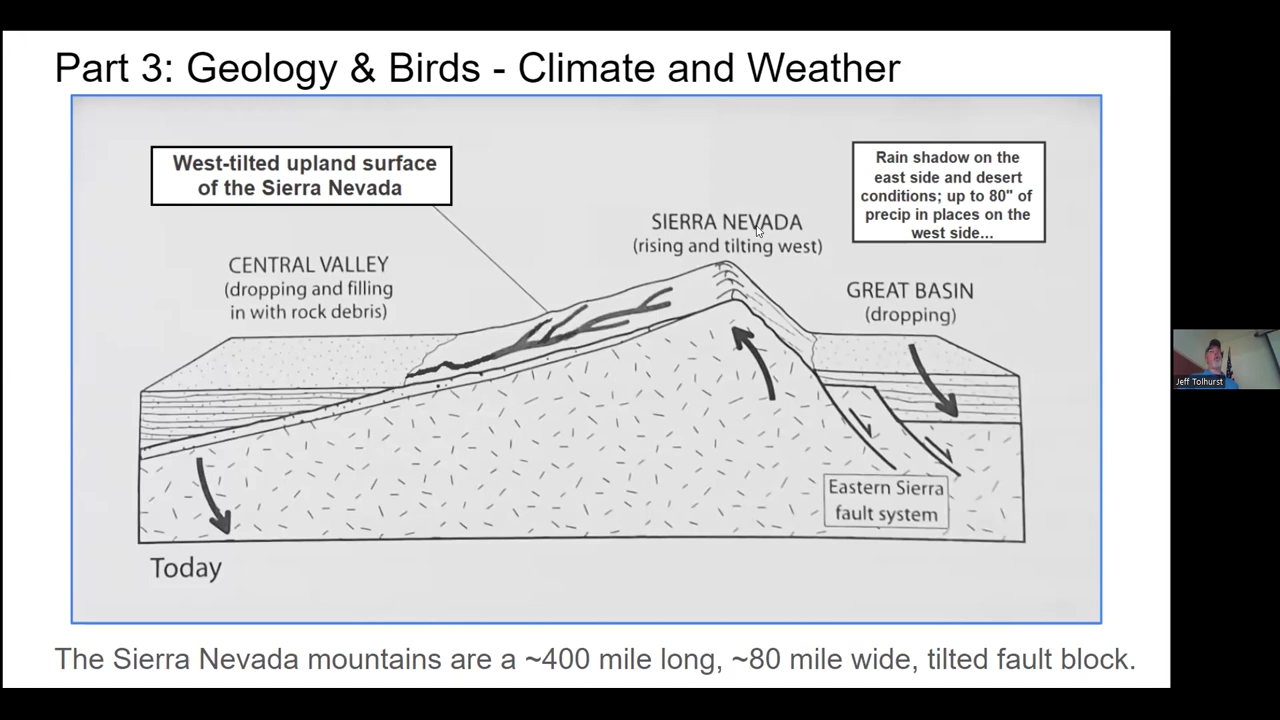 Part 3: Geology & Birds - Climate and Weather
West-tilted upland surface
of the Sierra Nevada
Rain shadow on the
east side and desert
conditions; up to 80" of
precip in places on the
west side...
SIERRA NEVADA
(rising and tilting west)
CENTRAL VALLEY
(dropping and filling
in with rock debris)
GREAT BASIN
(dropping)
Eastern Sierra
fault system
Today
The Sierra Nevada mountains are a ~400 mile long, ~80 mile wide, tilted fault block.
Jeff Tolhurst